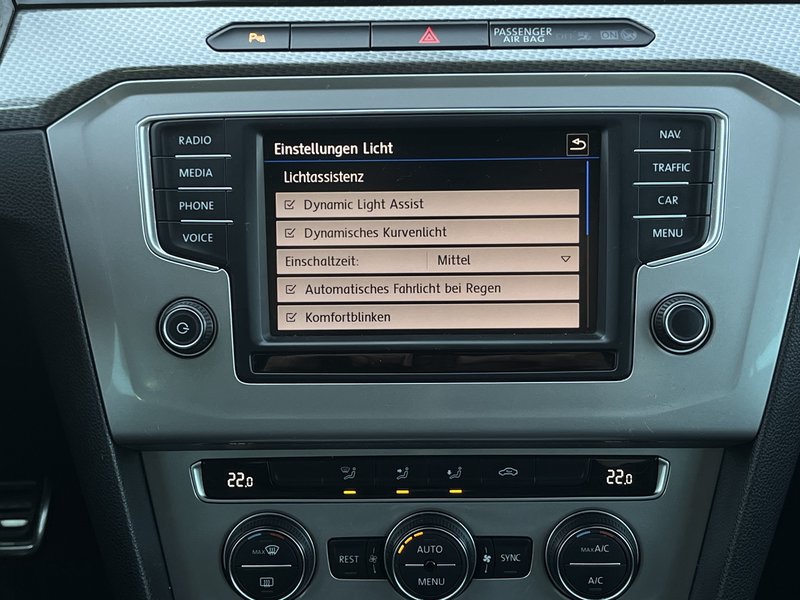 PASSENGER
AIR BAG
ON
RADIO
MEDIA
PHONE
VOICE
NAV
TRAFFIC
CAR
MENU
Einstellungen Licht
Lichtassistenz
Dynamic Light Assist
Dynamisches Kurvenlicht
Einschaltzeit: Mittel
Automatisches Fahrlicht bei Regen
Komfortblinken
22.0
22.0
MAX
REST
AUTO
MENU
SYNC
MAX A/C
A/C